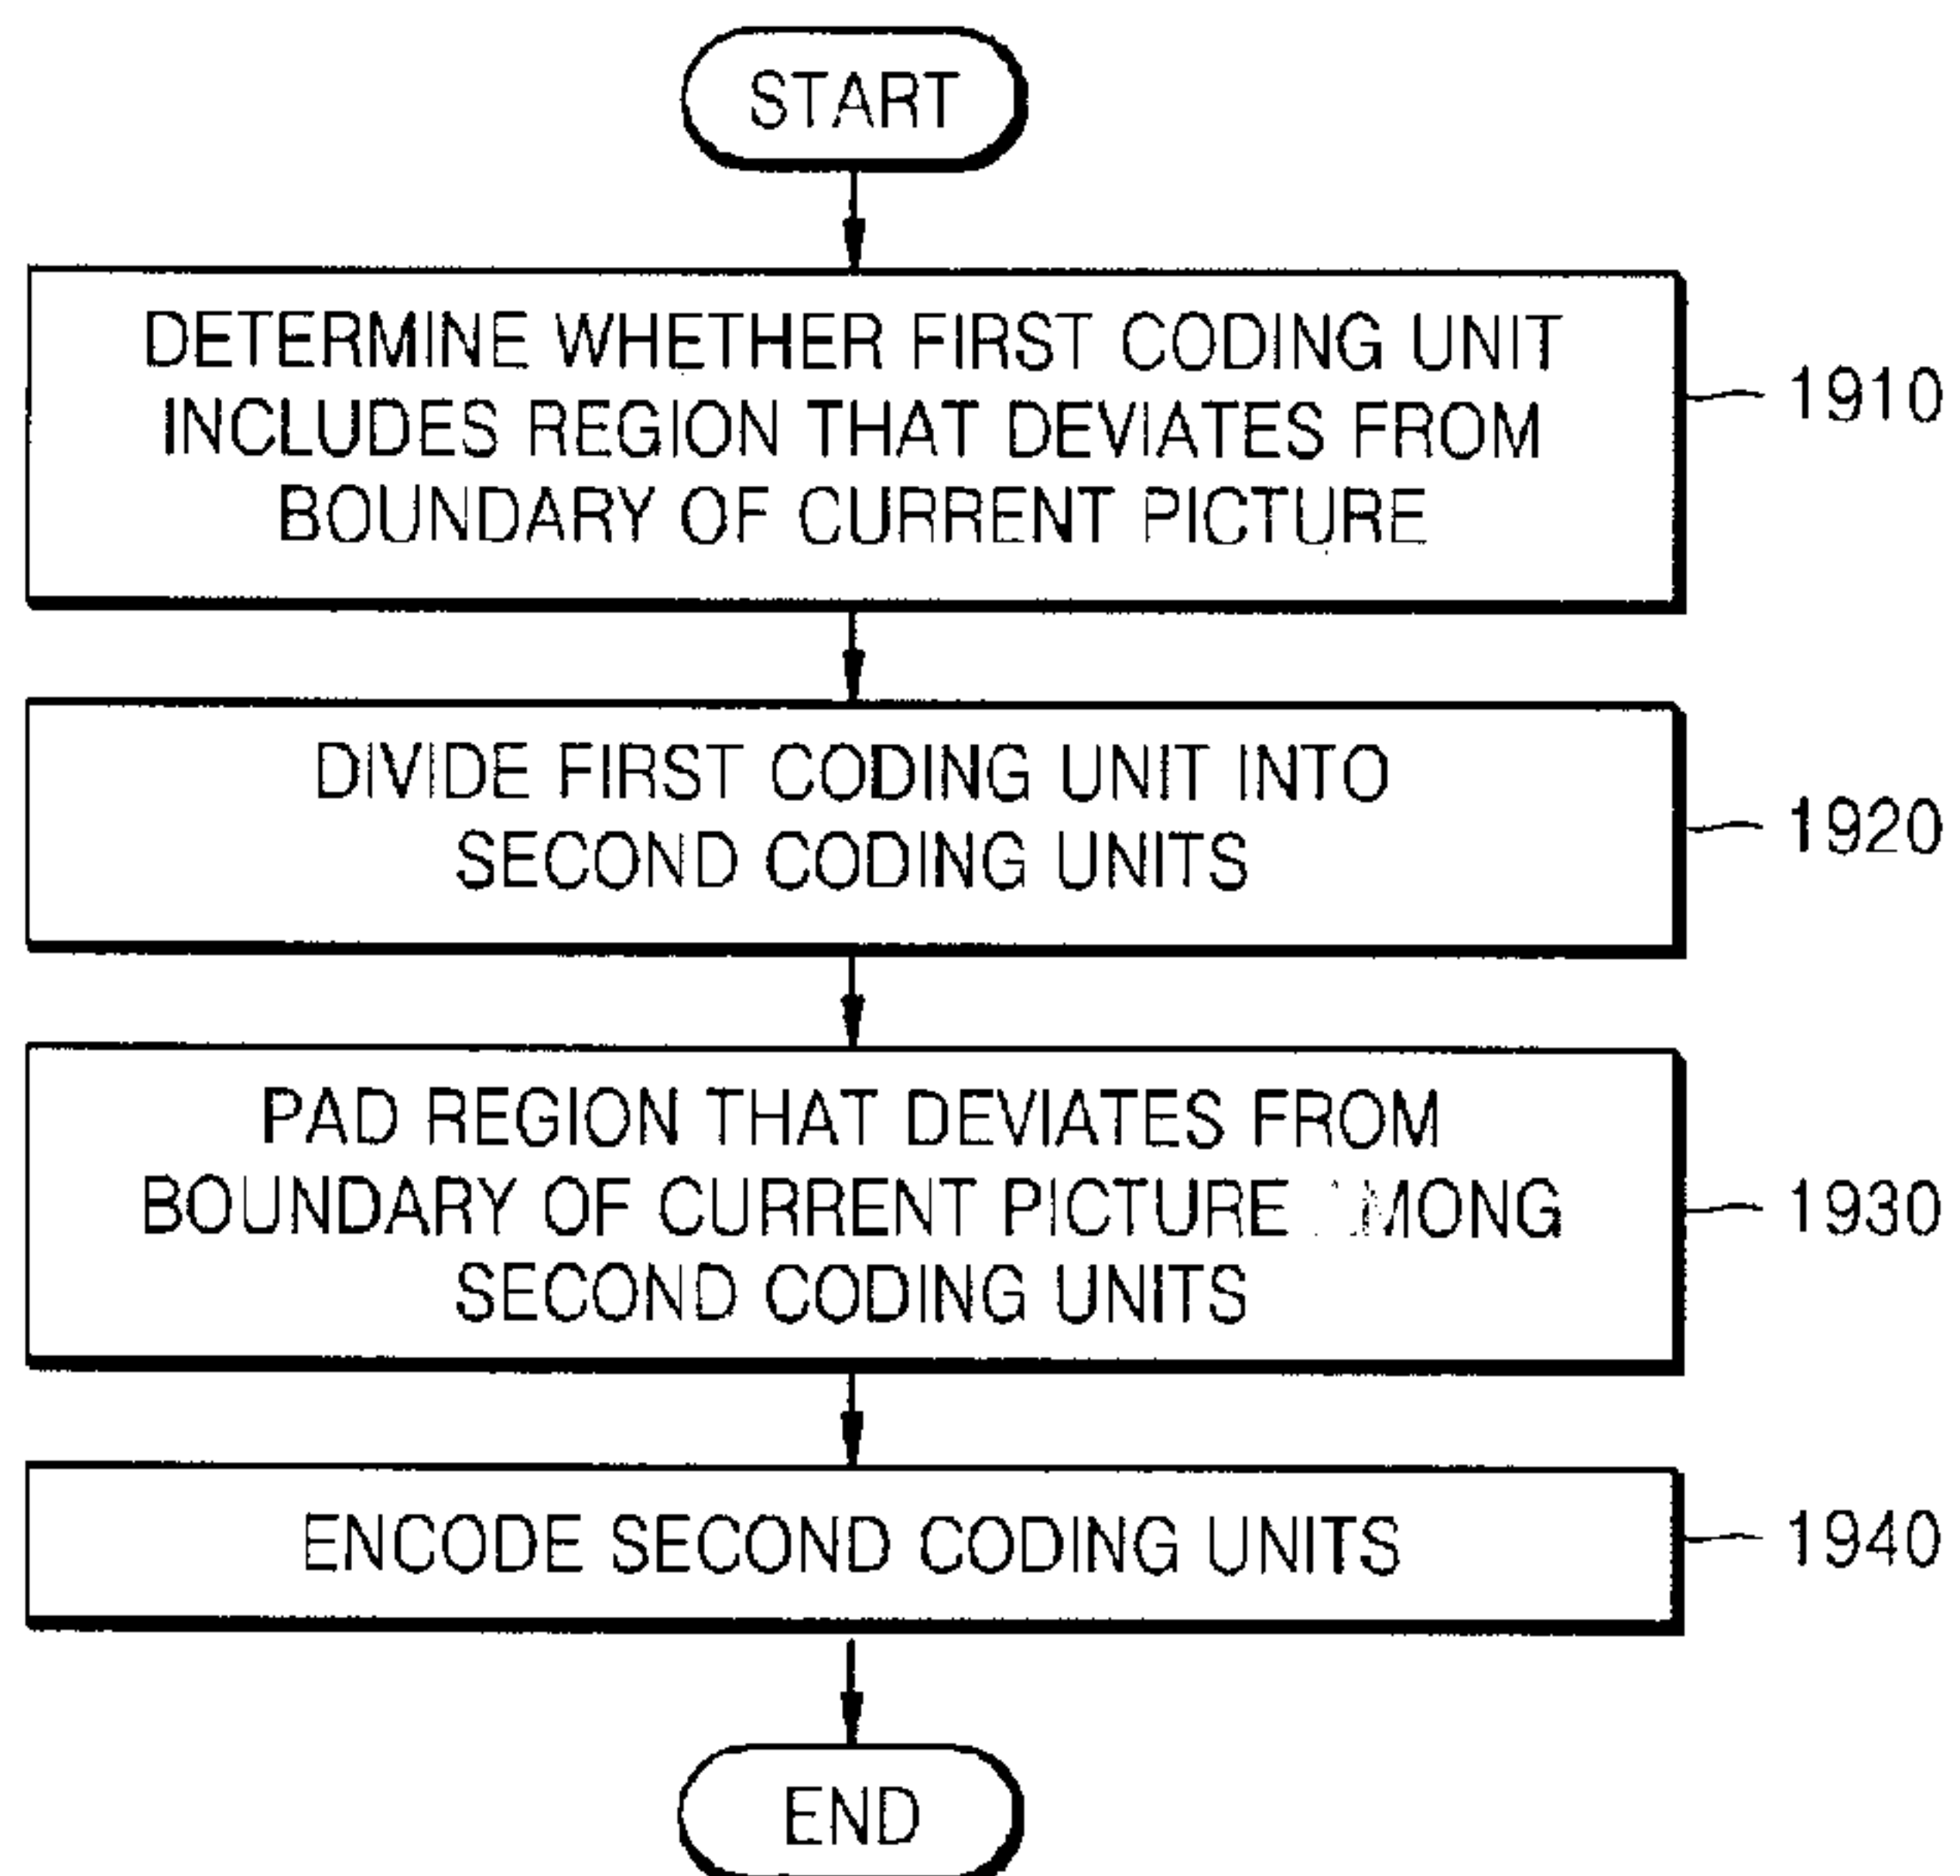 START
DETERMINE WHETHER FIRST CODING UNIT
INCLUDES REGION THAT DEVIATES FROM
BOUNDARY OF CURRENT PICTURE
1910
DIVIDE FIRST CODING UNIT INTO
SECOND CODING UNITS
1920
PAD REGION THAT DEVIATES FROM
BOUNDARY OF CURRENT PICTURE AMONG
SECOND CODING UNITS
1930
ENCODE SECOND CODING UNITS
1940
END